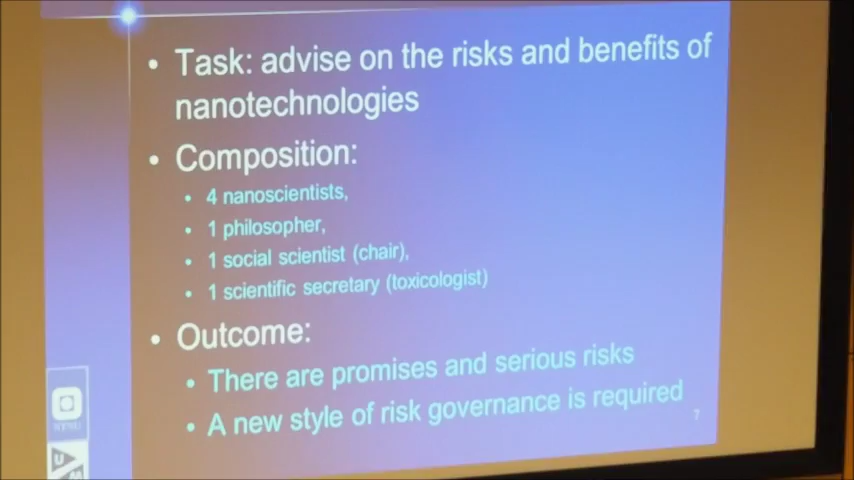 • Task: advise on the risks and benefits of
nanotechnologies
• Composition:
• 4 nanoscientists,
• 1 philosopher,
• 1 social scientist (chair),
• 1 scientific secretary (toxicologist)
• Outcome:
• There are promises and serious risks
• A new style of risk governance is required
7
U
M